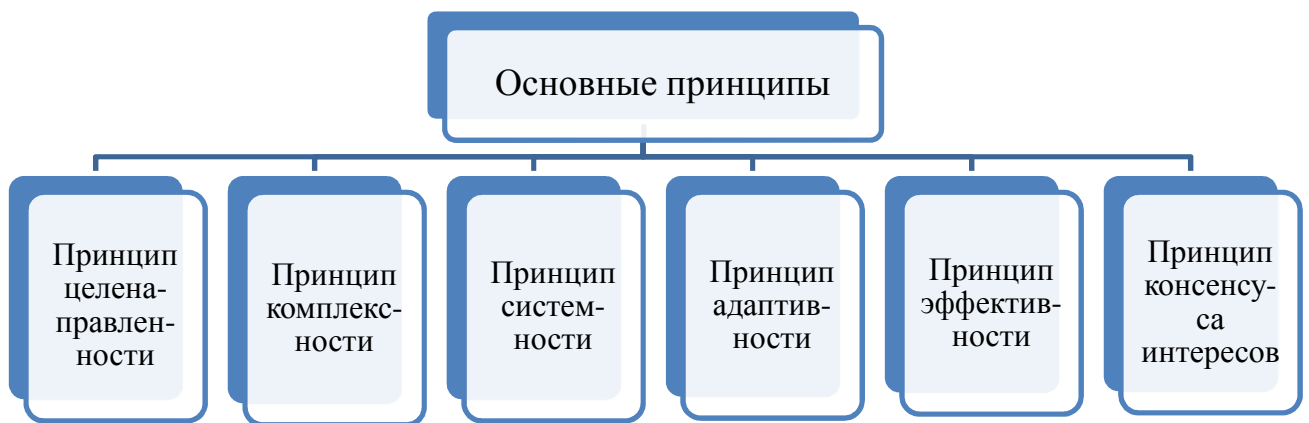 Основные принципы
Принцип
целена-
правлен-
ности
Принцип
комплекс-
ности
Принцип
систем-
ности
Принцип
адаптив-
ности
Принцип
эффектив-
ности
Принцип
консенсу-
са
интересов